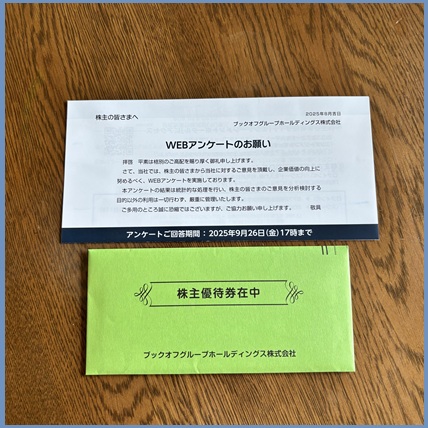 株主の皆さまへ
2025年8月吉日
ブックオフグループホールディングス株式会社
WEBアンケートのお願い
拝啓　平素は格別のご高配を賜り厚く御礼申し上げます。
さて、当社では、株主の皆さまから当社に対するご意見を頂戴し、企業価値の向上に
努めるべく、WEBアンケートを実施しております。
本アンケートの結果は統計的な処理を行い、株主の皆さまのご意見を分析検討する
目的以外の利用は一切行わず、厳重に管理いたします。
ご多用のところ誠に恐縮ではございますが、ご協力お願い申し上げます。　敬具
アンケートご回答期間：2025年9月26日(金)17時まで
株主優待券在中
ブックオフグループホールディングス株式会社